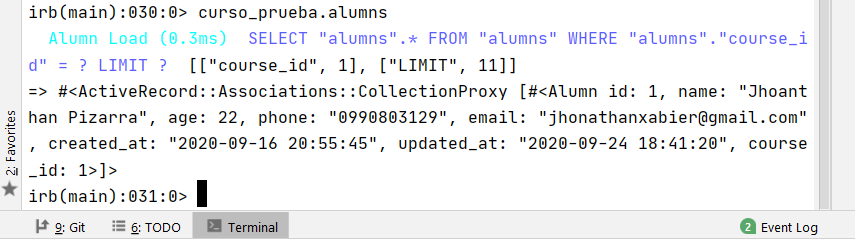 irb(main):030:0> curso_prueba.alumns
Alumn Load (0.3ms)  SELECT "alumns".* FROM "alumns" WHERE "alumns"."course_i
d" = ? LIMIT ?  [["course_id", 1], ["LIMIT", 11]]
=> #<ActiveRecord::Associations::CollectionProxy [#<Alumn id: 1, name: "Jhoant
han Pizarra", age: 22, phone: "0990803129", email: "jhonathanxabier@gmail.com"
, created_at: "2020-09-16 20:55:45", updated_at: "2020-09-24 18:41:20", course
_id: 1>]>
irb(main):031:0>
2: Favorites
9: Git
6: TODO
Terminal
2 Event Log